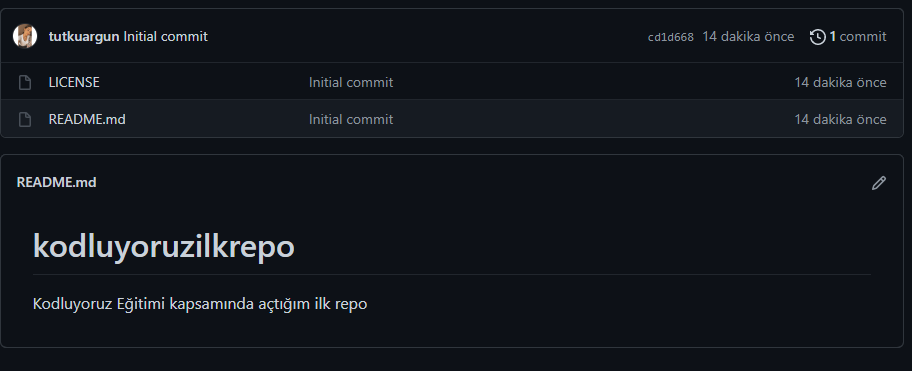 tutkuargun Initial commit cd1d668 14 dakika önce 1 commit
LICENSE Initial commit 14 dakika önce
README.md Initial commit 14 dakika önce
README.md
kodluyoruzilkrepo
Kodluyoruz Eğitimi kapsamında açtığım ilk repo